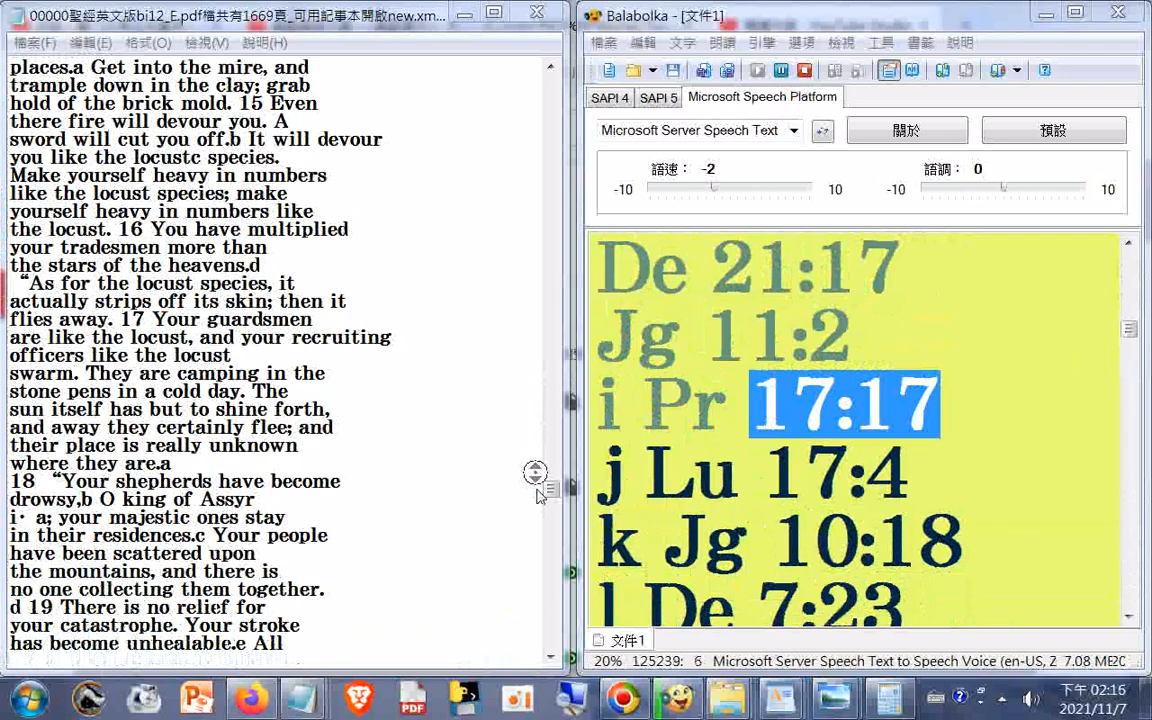 00000聖經英文版bi12_E.pdf檔共有1669頁_可用記事本開啟new.xm...
檔案(F) 編輯(E) 格式(O) 檢視(V) 說明(H)
places.a Get into the mire, and
trample down in the clay; grab
hold of the brick mold. 15 Even
there fire will devour you. A
sword will cut you off.b It will devour
you like the locustc species.
Make yourself heavy in numbers
like the locust species; make
yourself heavy in numbers like
the locust. 16 You have multiplied
your tradesmen more than
the stars of the heavens.d
“As for the locust species, it
actually strips off its skin; then it
flies away. 17 Your guardsmen
are like the locust, and your recruiting
officers like the locust
swarm. They are camping in the
stone pens in a cold day. The
sun itself has but to shine forth,
and away they certainly flee; and
their place is really unknown
where they are.a
18 “Your shepherds have become
drowsy,b O king of Assyr
i· a; your majestic ones stay
in their residences.c Your people
have been scattered upon
the mountains, and there is
no one collecting them together.
d 19 There is no relief for
your catastrophe. Your stroke
has become unhealable.e All
Balabolka - [文件1]
檔案 編輯 文字 朗讀 引擎 選項 檢視 工具 書籤 說明
SAPI 4 SAPI 5 Microsoft Speech Platform
Microsoft Server Speech Text 關於 預設
語速: -2 語調: 0
-10 10 -10 10
De 21:17
Jg 11:2
i Pr 17:17
j Lu 17:4
k Jg 10:18
l De 7:23
文件1
20% 125239: 6 Microsoft Server Speech Text to Speech Voice (en-US, Z 7.08 ME2C
下午 02:16
2021/11/7